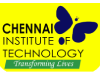 CHENNAI
INSTITUTE OF
TECHNOLOGY
Transforming Lives